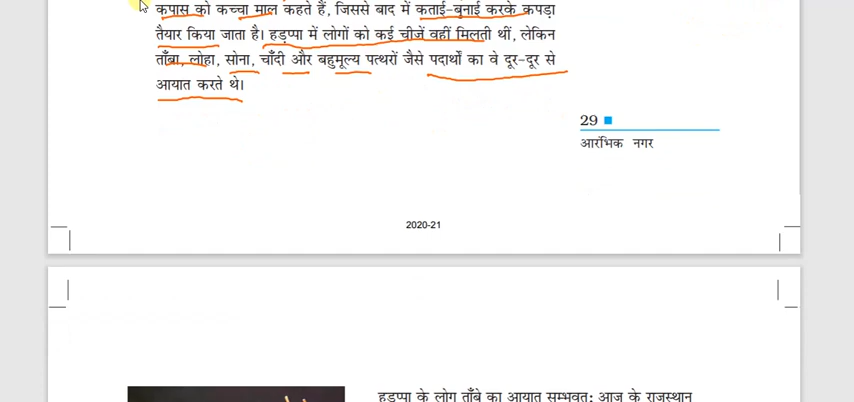 कपास को कच्चा माल कहते हैं, जिससे बाद में कताई-बुनाई करके कपड़ा
तैयार किया जाता है। हड़प्पा में लोगों को कई चीजें वहीं मिलती थीं, लेकिन
ताँबा, लोहा, सोना, चाँदी और बहुमूल्य पत्थरों जैसे पदार्थों का वे दूर-दूर से
आयात करते थे।
29
आरंभिक नगर
2020-21
हड़प्पा के लोग ताँबे का आयात सम्भवत: आज के राजस्थान